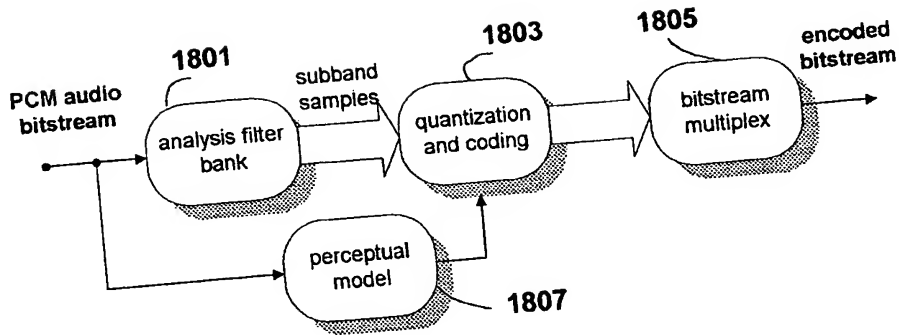 1801
1803
1805
encoded
bitstream
PCM audio
bitstream
subband
samples
analysis filter
bank
quantization
and coding
bitstream
multiplex
perceptual
model
1807